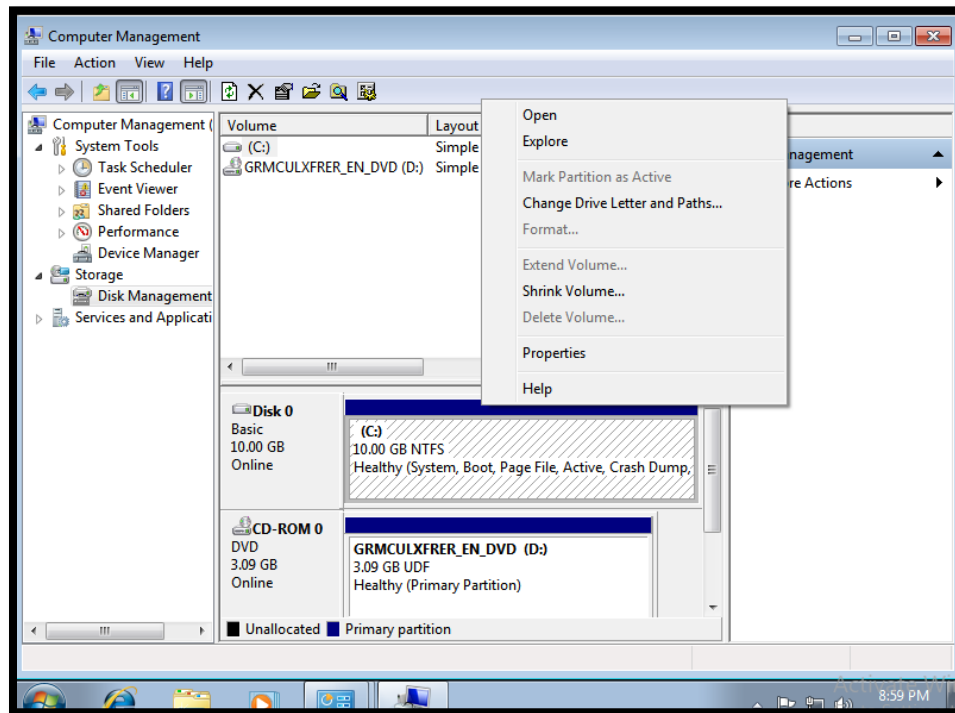 Computer Management
File Action View Help
Computer Management (
System Tools
Task Scheduler
Event Viewer
Shared Folders
Performance
Device Manager
Storage
Disk Management
Services and Applicati
Volume Layout
(C:) Simple
GRMCULXFRER_EN_DVD (D:) Simple
Open
Explore
Mark Partition as Active
Change Drive Letter and Paths...
Format...
Extend Volume...
Shrink Volume...
Delete Volume...
Properties
Help
nagement
re Actions
Disk 0
Basic
10.00 GB
Online
(C:)
10.00 GB NTFS
Healthy (System, Boot, Page File, Active, Crash Dump,
CD-ROM 0
DVD
3.09 GB
Online
GRMCULXFRER_EN_DVD (D:)
3.09 GB UDF
Healthy (Primary Partition)
Unallocated Primary partition
Activate Wi
8:59 PM